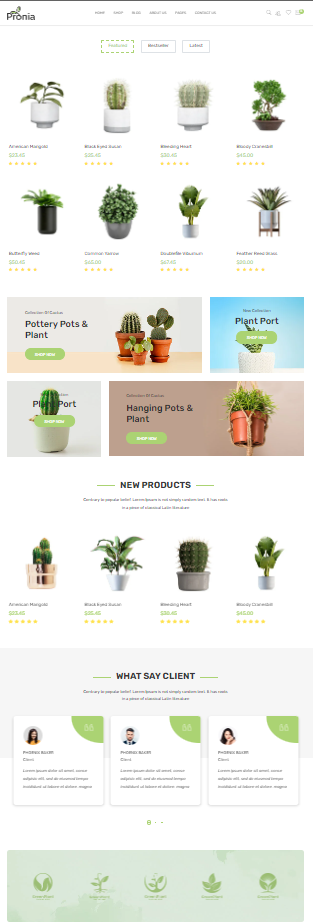 Pronia
HOME SHOP BLOG ABOUT US PAGES CONTACT US
Featured Bestseller Latest
American Marigold Black Eyed Susan Bleeding Heart Bloody Cranesbill
$23.45 $35.45 $30.45 $45.00
Butterfly Weed Common Yarrow Doublefile Viburnum Feather Reed Grass
$50.45 $65.00 $67.45 $20.00
Collection Of Cactus
Pottery Pots &
Plant
SHOP NOW
New Collection
Plant Port
SHOP NOW
Plant Port
SHOP NOW
Collection Of Cactus
Hanging Pots &
Plant
SHOP NOW
NEW PRODUCTS
Contrary to popular belief Lorem Ipsum is not simply random text. It has roots
in a piece of classical Latin literature
American Marigold Black Eyed Susan Bleeding Heart Bloody Cranesbill
$23.45 $35.45 $30.45 $45.00
WHAT SAY CLIENT
Contrary to popular belief Lorem Ipsum is not simply random text. It has roots
in a piece of classical Latin literature
PHOENIX BAKER PHOENIX BAKER PHOENIX BAKER
Client Client Client
Lorem ipsum dolor sit amet, conse Lorem ipsum dolor sit amet, conse Lorem ipsum dolor sit amet, conse
adipisic elit, sed do eiusmod tempo adipisic elit, sed do eiusmod tempo adipisic elit, sed do eiusmod tempo
incididunt ut labore et dolore magna incididunt ut labore et dolore magna incididunt ut labore et dolore magna